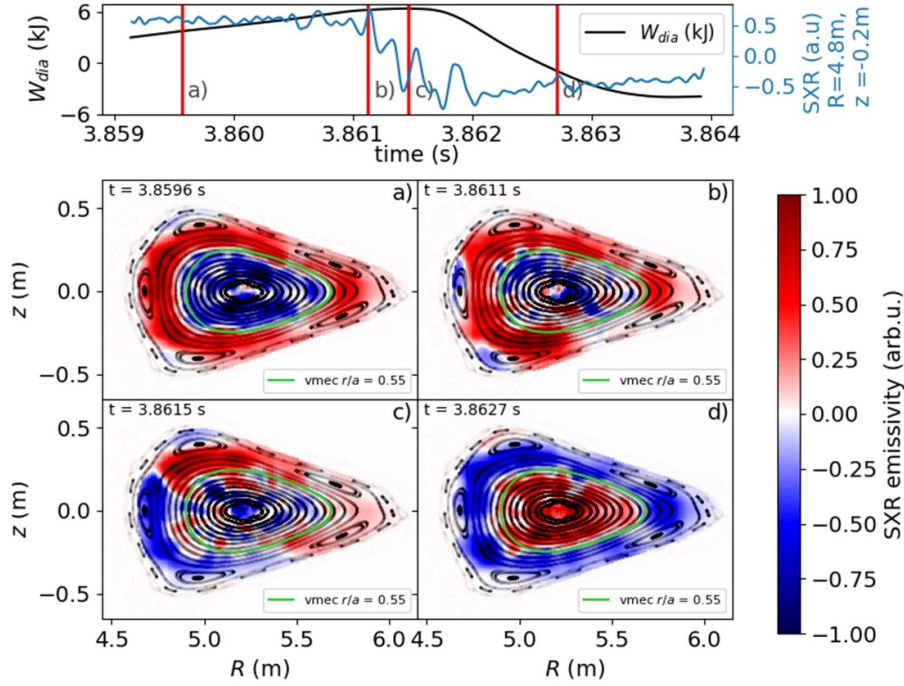 6
0
−6
W_dia (kJ)
W_dia (kJ)
a)
b)
c)
d)
0.5
0.0
−0.5
SXR (a.u)
R=4.8m,
z =-0.2m
3.859
3.860
3.861
3.862
3.863
3.864
time (s)
t = 3.8596 s
a)
0.5
0.0
−0.5
z (m)
vmec r/a = 0.55
t = 3.8611 s
b)
vmec r/a = 0.55
t = 3.8615 s
c)
0.5
0.0
−0.5
z (m)
vmec r/a = 0.55
t = 3.8627 s
d)
vmec r/a = 0.55
4.5
5.0
5.5
6.0
R (m)
4.5
5.0
5.5
6.0
R (m)
1.00
0.75
0.50
0.25
0.00
−0.25
−0.50
−0.75
−1.00
SXR emissivity (arb.u.)